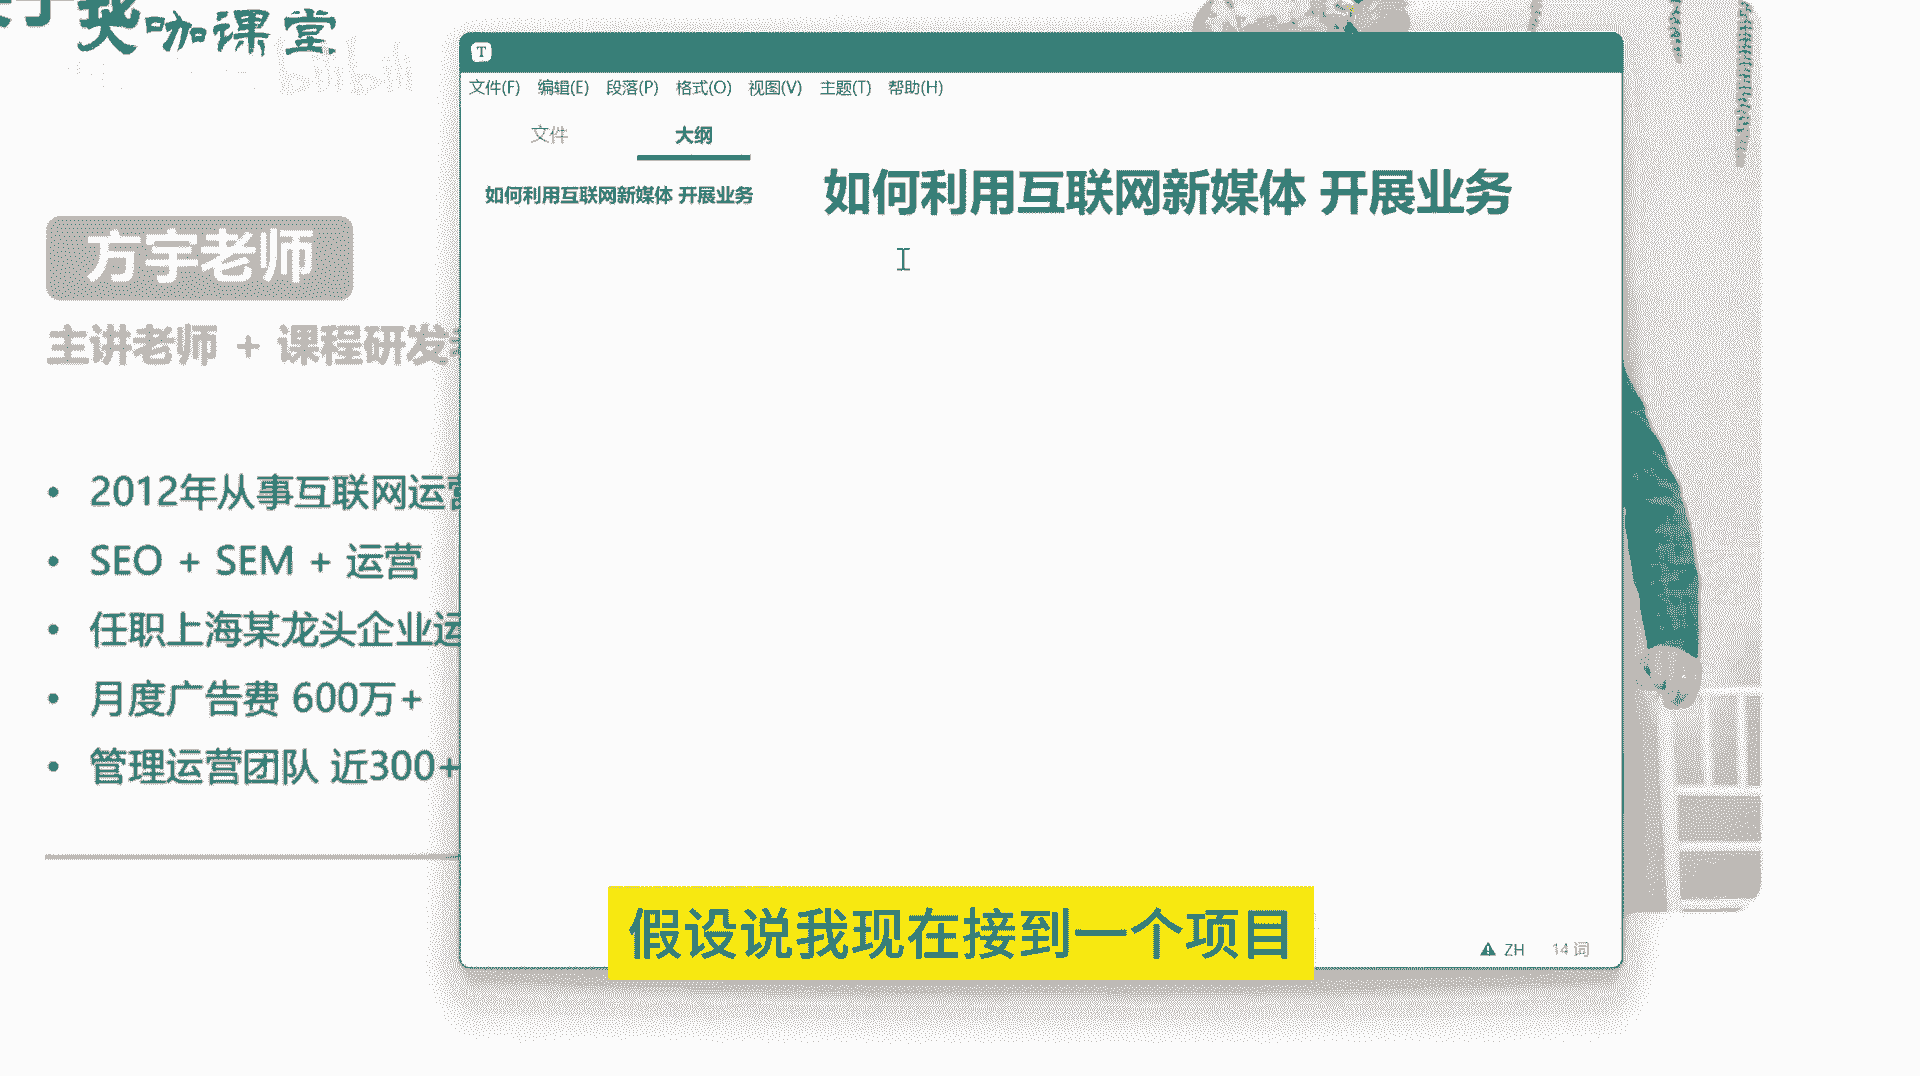 大咖课堂
bilibili
方宇老师
主讲老师 + 课程研发
2012年从事互联网运营
SEO + SEM + 运营
任职上海某龙头企业运
月度广告费 600万+
管理运营团队 近300+
T
文件(F) 编辑(E) 段落(P) 格式(O) 视图(V) 主题(T) 帮助(H)
文件 大纲
如何利用互联网新媒体 开展业务
如何利用互联网新媒体 开展业务
ZH 14 词
假设说我现在接到一个项目